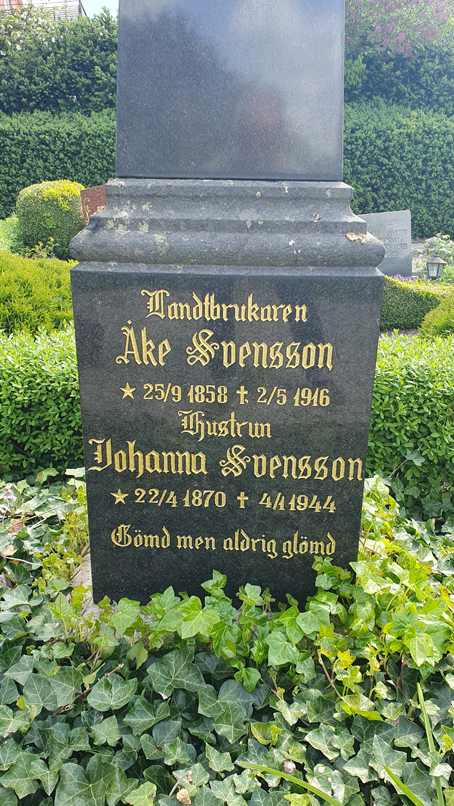 Landtbrukaren
Åke Svensson
★ 25/9 1858 ✝ 2/5 1916
Hustrun
Johanna Svensson
★ 22/4 1870 ✝ 4/1 1944
Gömd men aldrig glömd